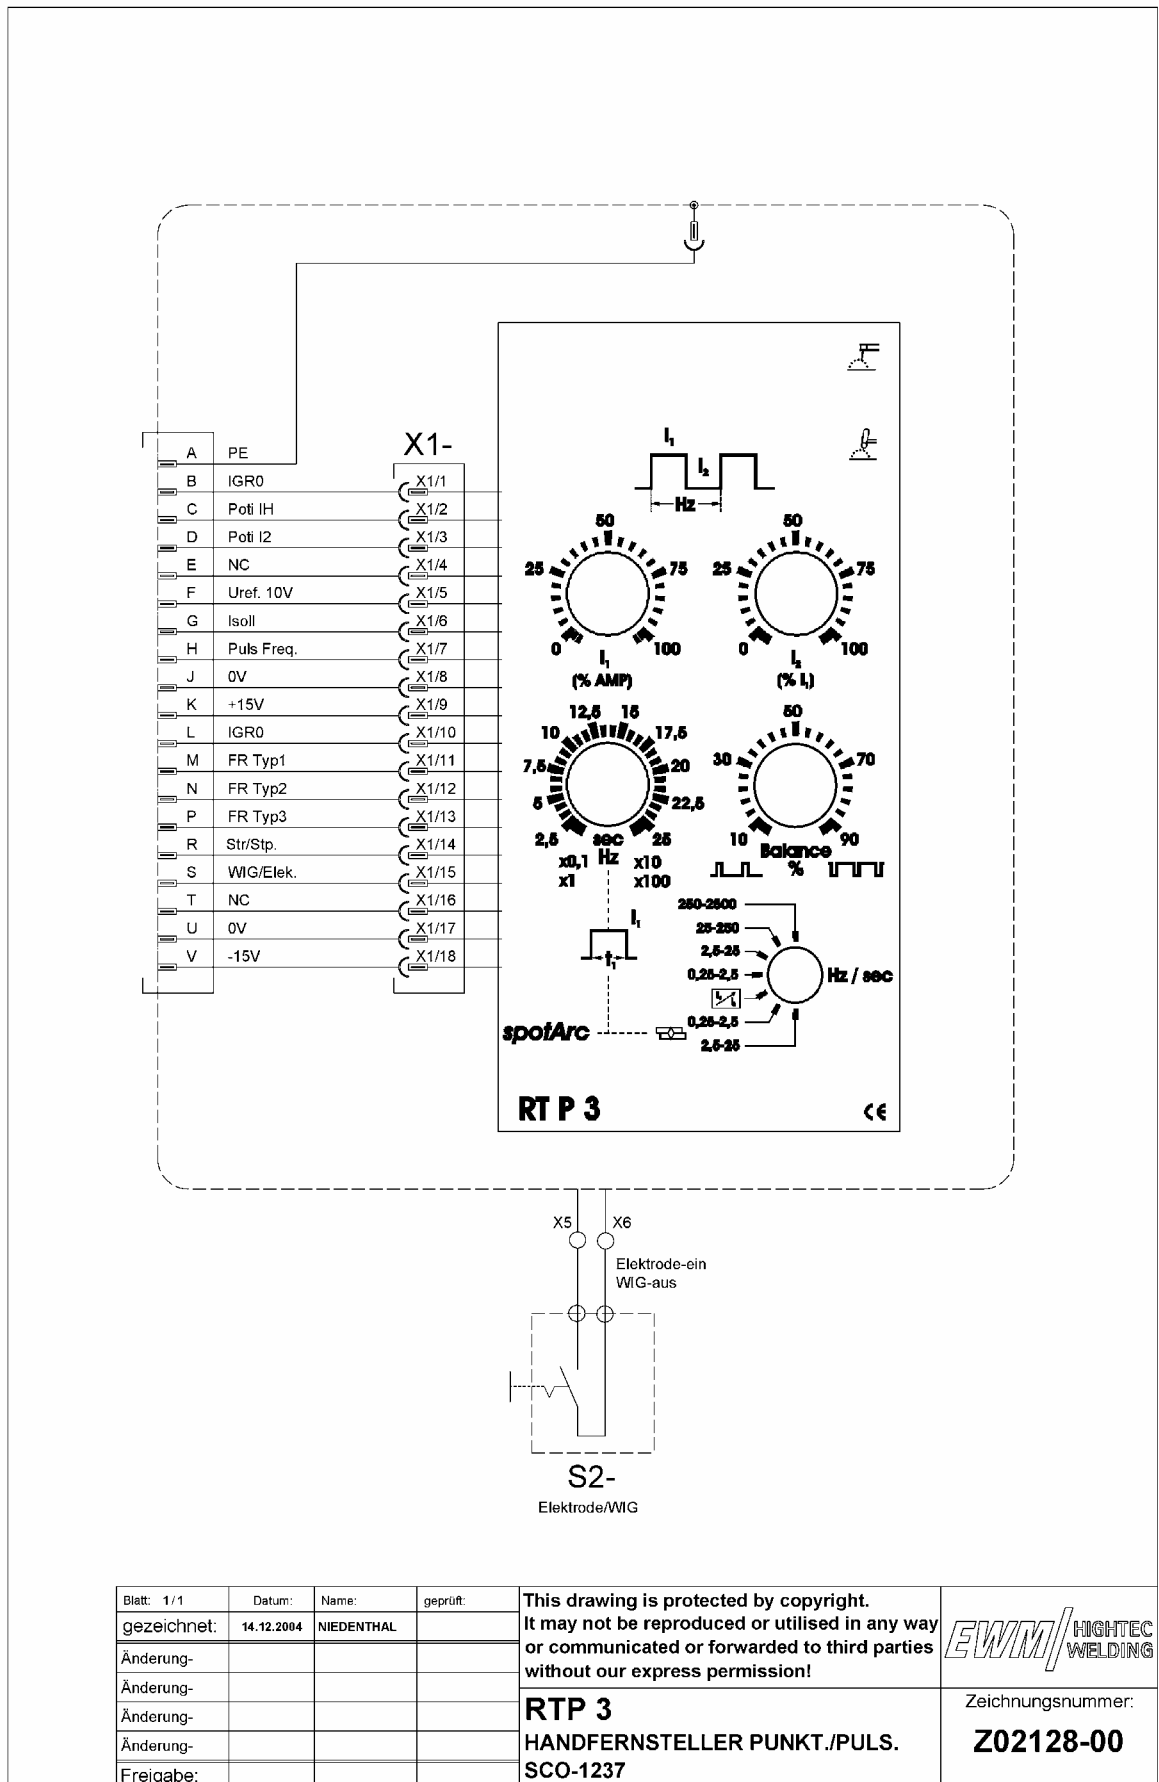 X1-
A PE
B IGR0 X1/1
C Poti IH X1/2
D Poti I2 X1/3
E NC X1/4
F Uref. 10V X1/5
G Isoll X1/6
H Puls Freq. X1/7
J 0V X1/8
K +15V X1/9
L IGR0 X1/10
M FR Typ1 X1/11
N FR Typ2 X1/12
P FR Typ3 X1/13
R Str/Stp. X1/14
S WIG/Elek. X1/15
T NC X1/16
U 0V X1/17
V -15V X1/18
I₁
I₂
Hz
50
25 75
0 100
I₁
(% AMP)
50
25 75
0 100
I₂
(% I₁)
12,5 15
10 17,5
7,5 20
5 22,5
2,5 sec 25
x0,1 Hz x10
x1 x100
50
30 70
10 90
Balance
%
I₁
t₁
250-2500
25-250
2,5-25
0,25-2,5 Hz / sec
0,25-2,5
2,5-25
spotArc
RT P 3 CE
X5 X6
Elektrode-ein
WIG-aus
S2-
Elektrode/WIG
Blatt: 1/1 Datum: Name: geprüft:
gezeichnet: 14.12.2004 NIEDENTHAL
Änderung-
Änderung-
Änderung-
Änderung-
Freigabe:
This drawing is protected by copyright.
It may not be reproduced or utilised in any way
or communicated or forwarded to third parties
without our express permission!
RTP 3
HANDFERNSTELLER PUNKT./PULS.
SCO-1237
EWM HIGHTEC
WELDING
Zeichnungsnummer:
Z02128-00